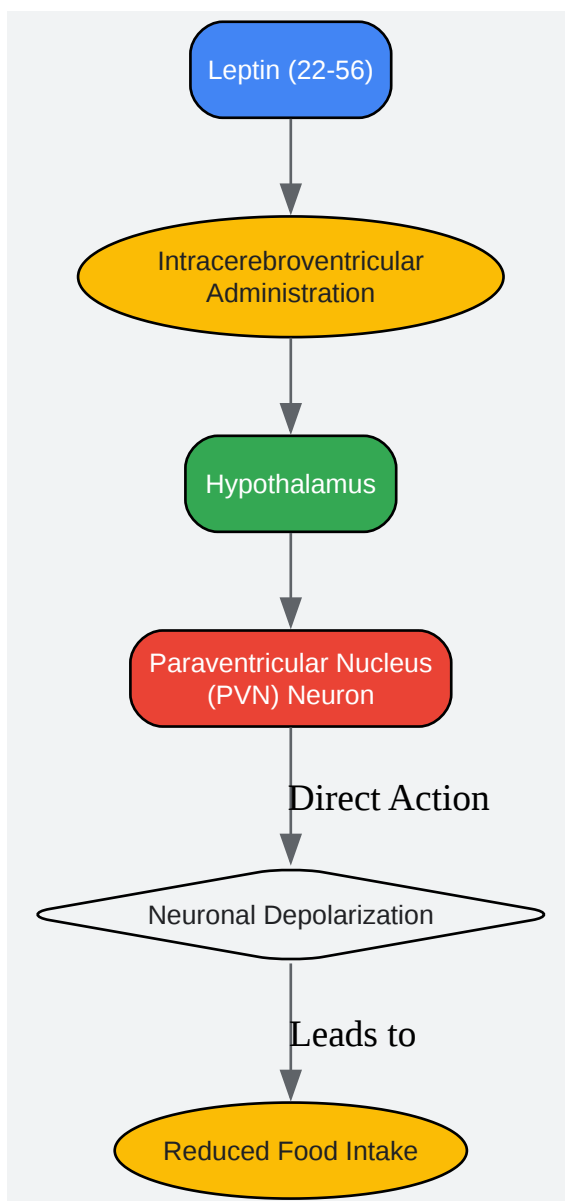 Leptin (22-56)
Intracerebroventricular
Administration
Hypothalamus
Paraventricular Nucleus
(PVN) Neuron
Direct Action
Neuronal Depolarization
Leads to
Reduced Food Intake